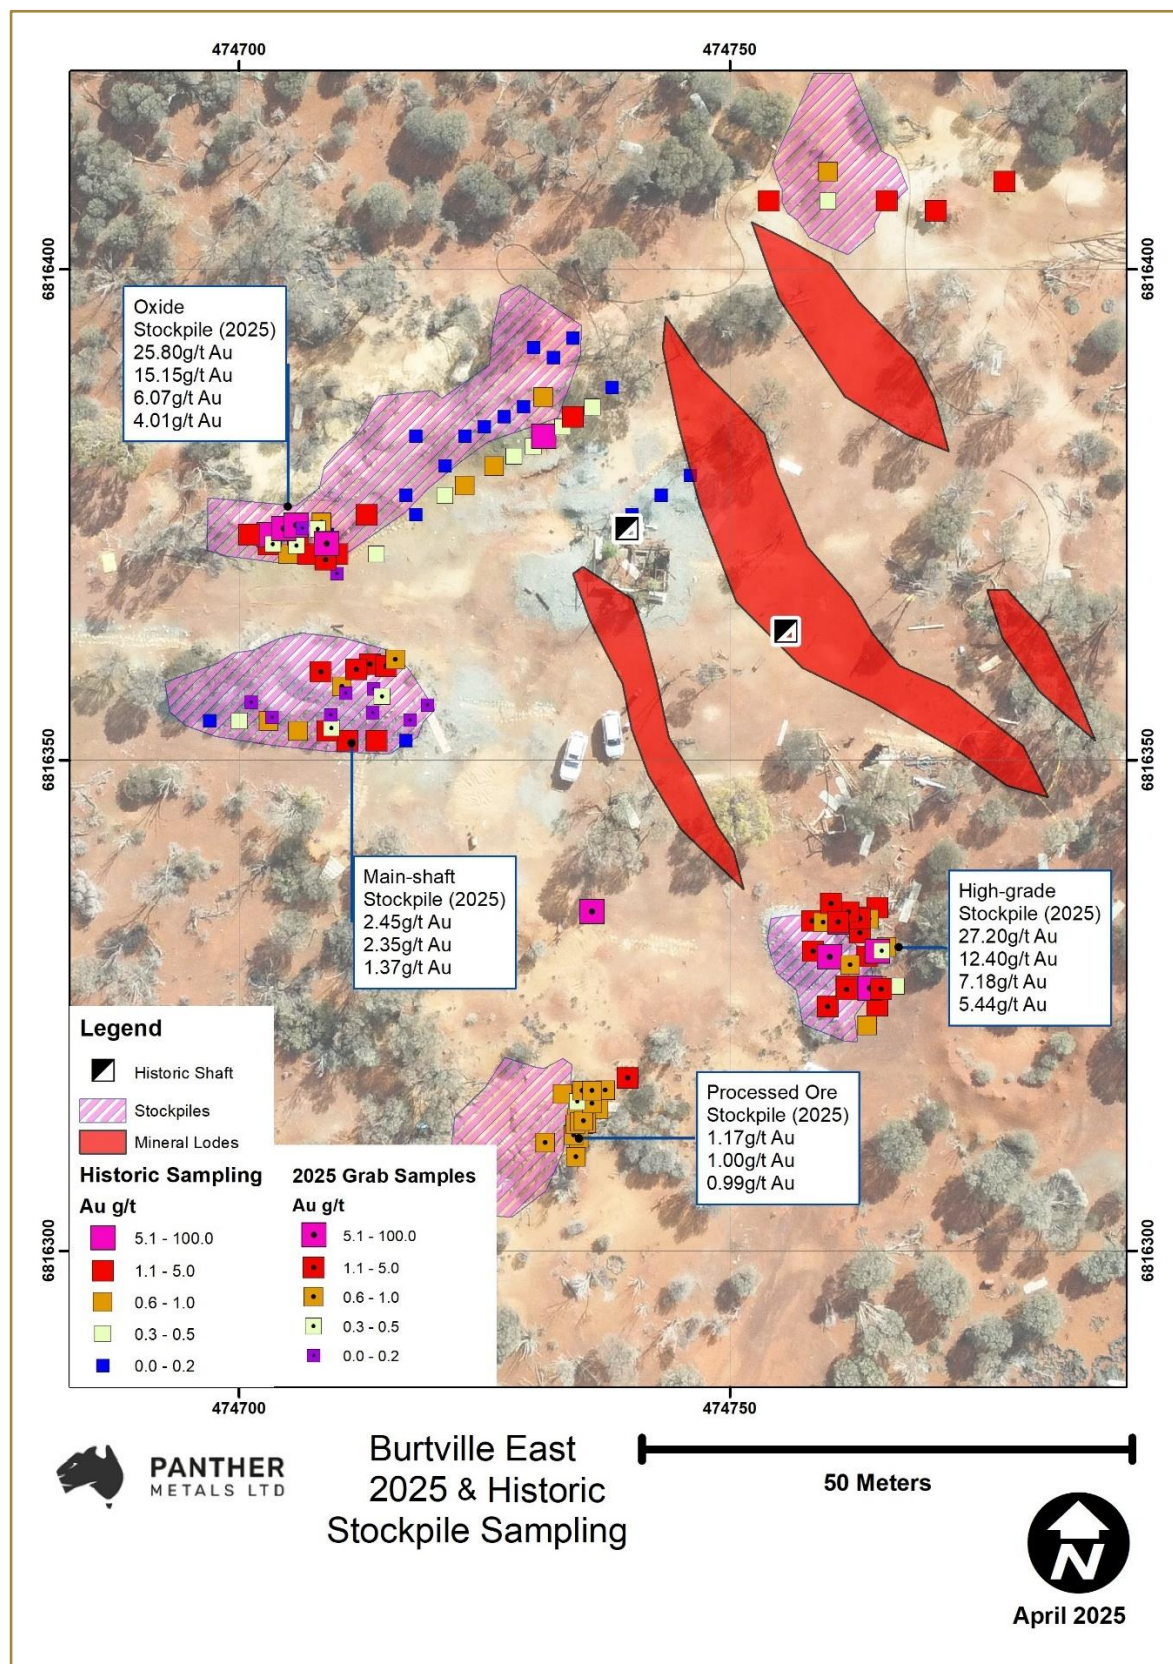 474700
474750
6816400
6816400
Oxide
Stockpile (2025)
25.80g/t Au
15.15g/t Au
6.07g/t Au
4.01g/t Au
6816350
6816350
Main-shaft
Stockpile (2025)
2.45g/t Au
2.35g/t Au
1.37g/t Au
High-grade
Stockpile (2025)
27.20g/t Au
12.40g/t Au
7.18g/t Au
5.44g/t Au
Processed Ore
Stockpile (2025)
1.17g/t Au
1.00g/t Au
0.99g/t Au
Legend
Historic Shaft
Stockpiles
Mineral Lodes
Historic Sampling
Au g/t
5.1 - 100.0
1.1 - 5.0
0.6 - 1.0
0.3 - 0.5
0.0 - 0.2
2025 Grab Samples
Au g/t
5.1 - 100.0
1.1 - 5.0
0.6 - 1.0
0.3 - 0.5
0.0 - 0.2
6816300
6816300
474700
474750
PANTHER
METALS LTD
Burtville East
2025 & Historic
Stockpile Sampling
50 Meters
N
April 2025